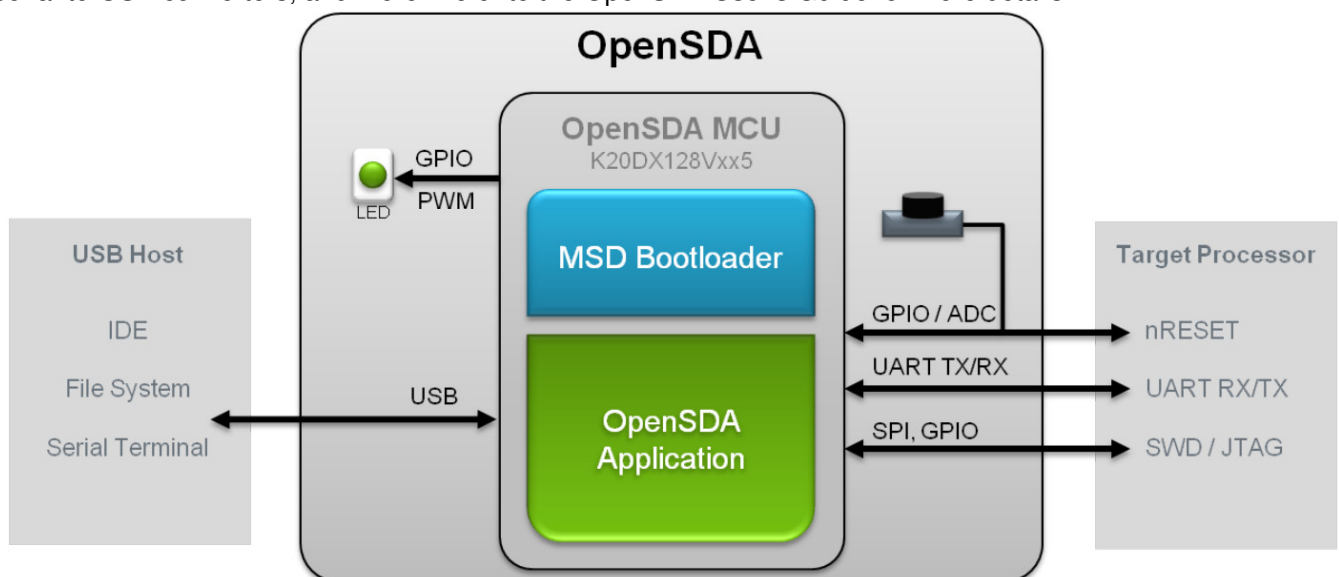 OpenSDA
OpenSDA MCU
K20DX128Vxx5
GPIO
PWM
LED
MSD Bootloader
USB Host
IDE
File System
Serial Terminal
USB
OpenSDA
Application
GPIO / ADC
UART TX/RX
SPI, GPIO
Target Processor
nRESET
UART RX/TX
SWD / JTAG